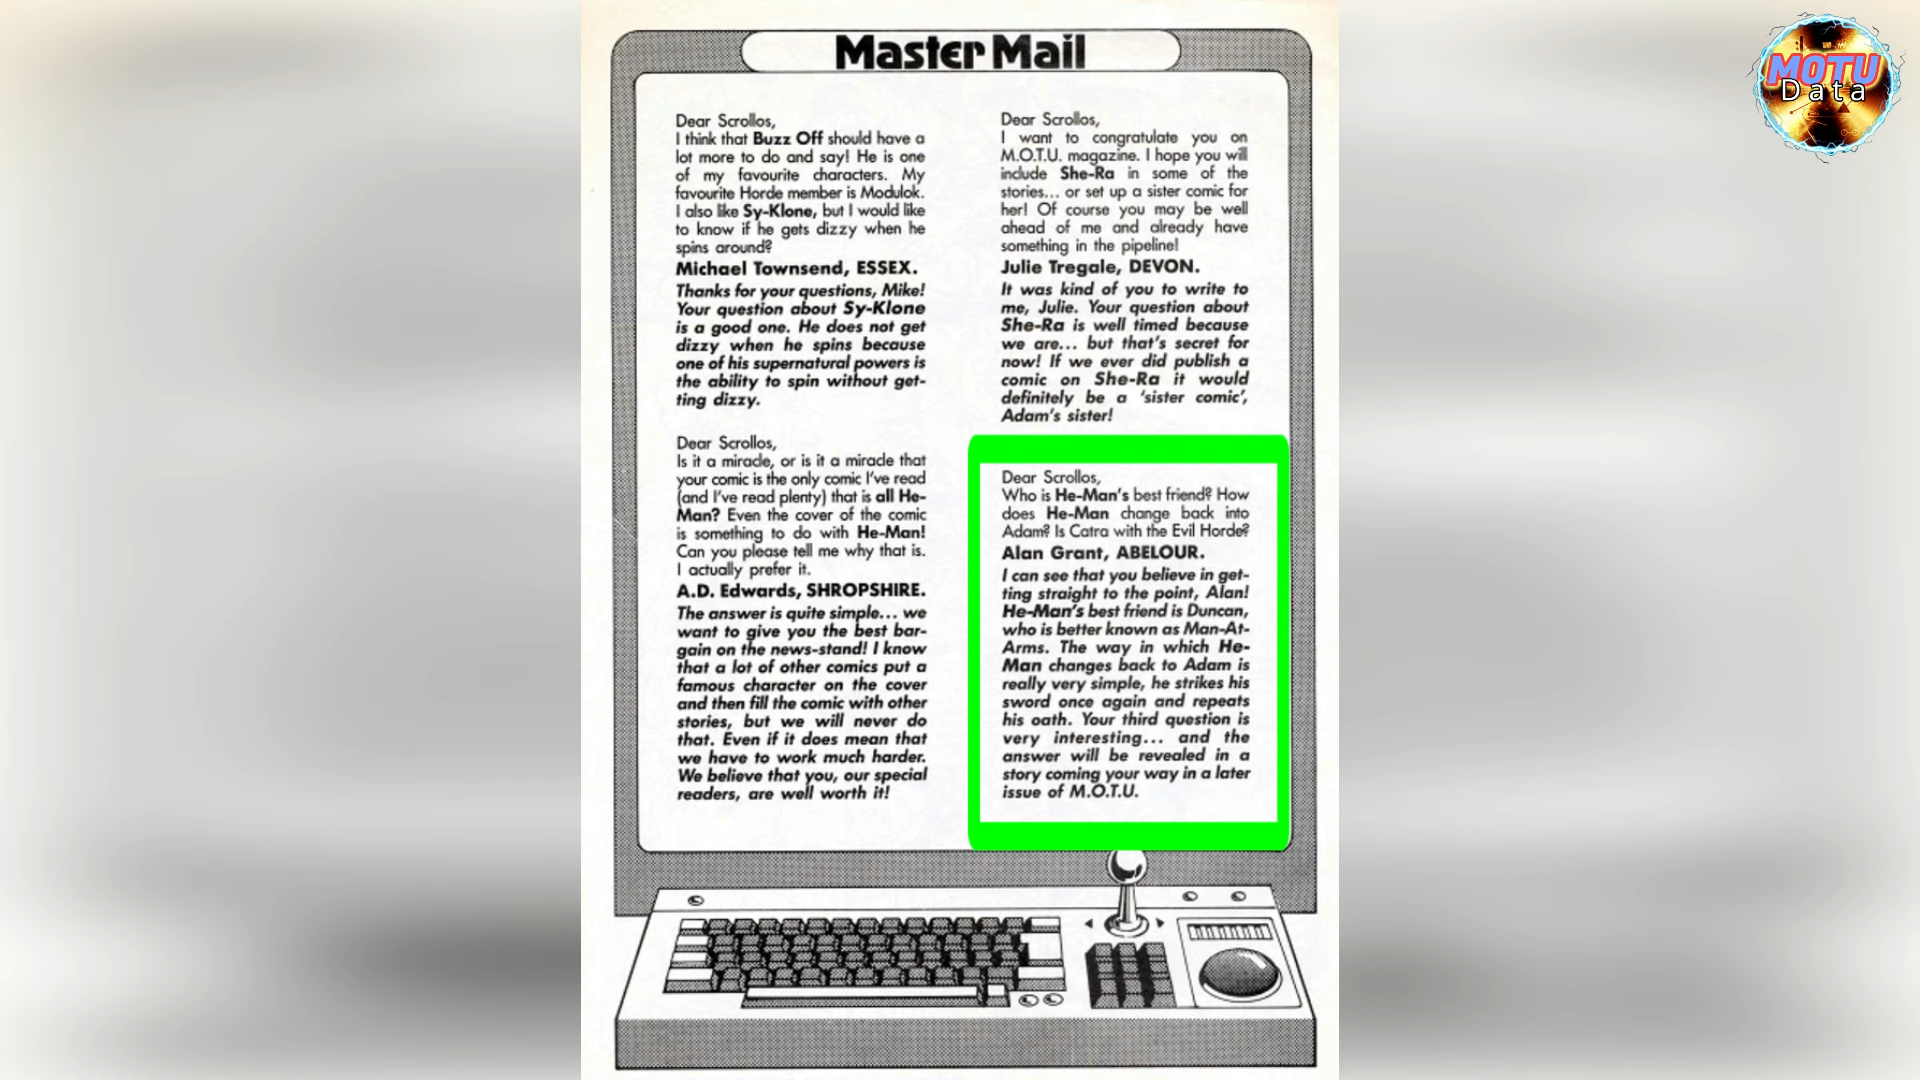 Master Mail
Dear Scrollos,
I think that Buzz Off should have a
lot more to do and say! He is one
of my favourite characters. My
favourite Horde member is Modulok.
I also like Sy-Klone, but I would like
to know if he gets dizzy when he
spins around?
Michael Townsend, ESSEX.
Thanks for your questions, Mike!
Your question about Sy-Klone
is a good one. He does not get
dizzy when he spins because
one of his supernatural powers is
the ability to spin without get-
ting dizzy.
Dear Scrollos,
Is it a miracle, or is it a miracle that
your comic is the only comic I've read
(and I've read plenty) that is all He-
Man? Even the cover of the comic
is something to do with He-Man!
Can you please tell me why that is.
I actually prefer it.
A.D. Edwards, SHROPSHIRE.
The answer is quite simple... we
want to give you the best bar-
gain on the news-stand! I know
that a lot of other comics put a
famous character on the cover
and then fill the comic with other
stories, but we will never do
that. Even if it does mean that
we have to work much harder.
We believe that you, our special
readers, are well worth it!
Dear Scrollos,
I want to congratulate you on
M.O.T.U. magazine. I hope you will
include She-Ra in some of the
stories... or set up a sister comic for
her! Of course you may be well
ahead of me and already have
something in the pipeline!
Julie Tregale, DEVON.
It was kind of you to write to
me, Julie. Your question about
She-Ra is well timed because
we are... but that's secret for
now! If we ever did publish a
comic on She-Ra it would
definitely be a 'sister comic',
Adam's sister!
Dear Scrollos,
Who is He-Man's best friend? How
does He-Man change back into
Adam? Is Catra with the Evil Horde?
Alan Grant, ABELOUR.
I can see that you believe in get-
ting straight to the point, Alan!
He-Man's best friend is Duncan,
who is better known as Man-At-
Arms. The way in which He-
Man changes back to Adam is
really very simple, he strikes his
sword once again and repeats
his oath. Your third question is
very interesting... and the
answer will be revealed in a
story coming your way in a later
issue of M.O.T.U.
MOTU
Data